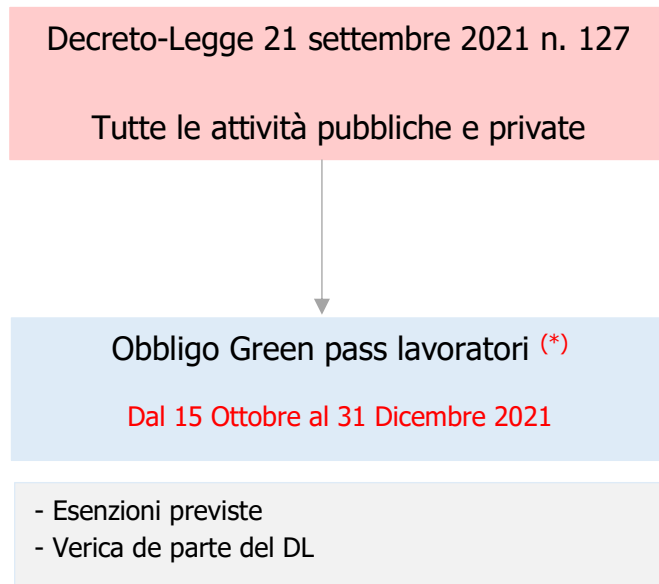 Decreto-Legge 21 settembre 2021 n. 127
Tutte le attività pubbliche e private
Obbligo Green pass lavoratori (*)
Dal 15 Ottobre al 31 Dicembre 2021
- Esenzioni previste
- Verica de parte del DL